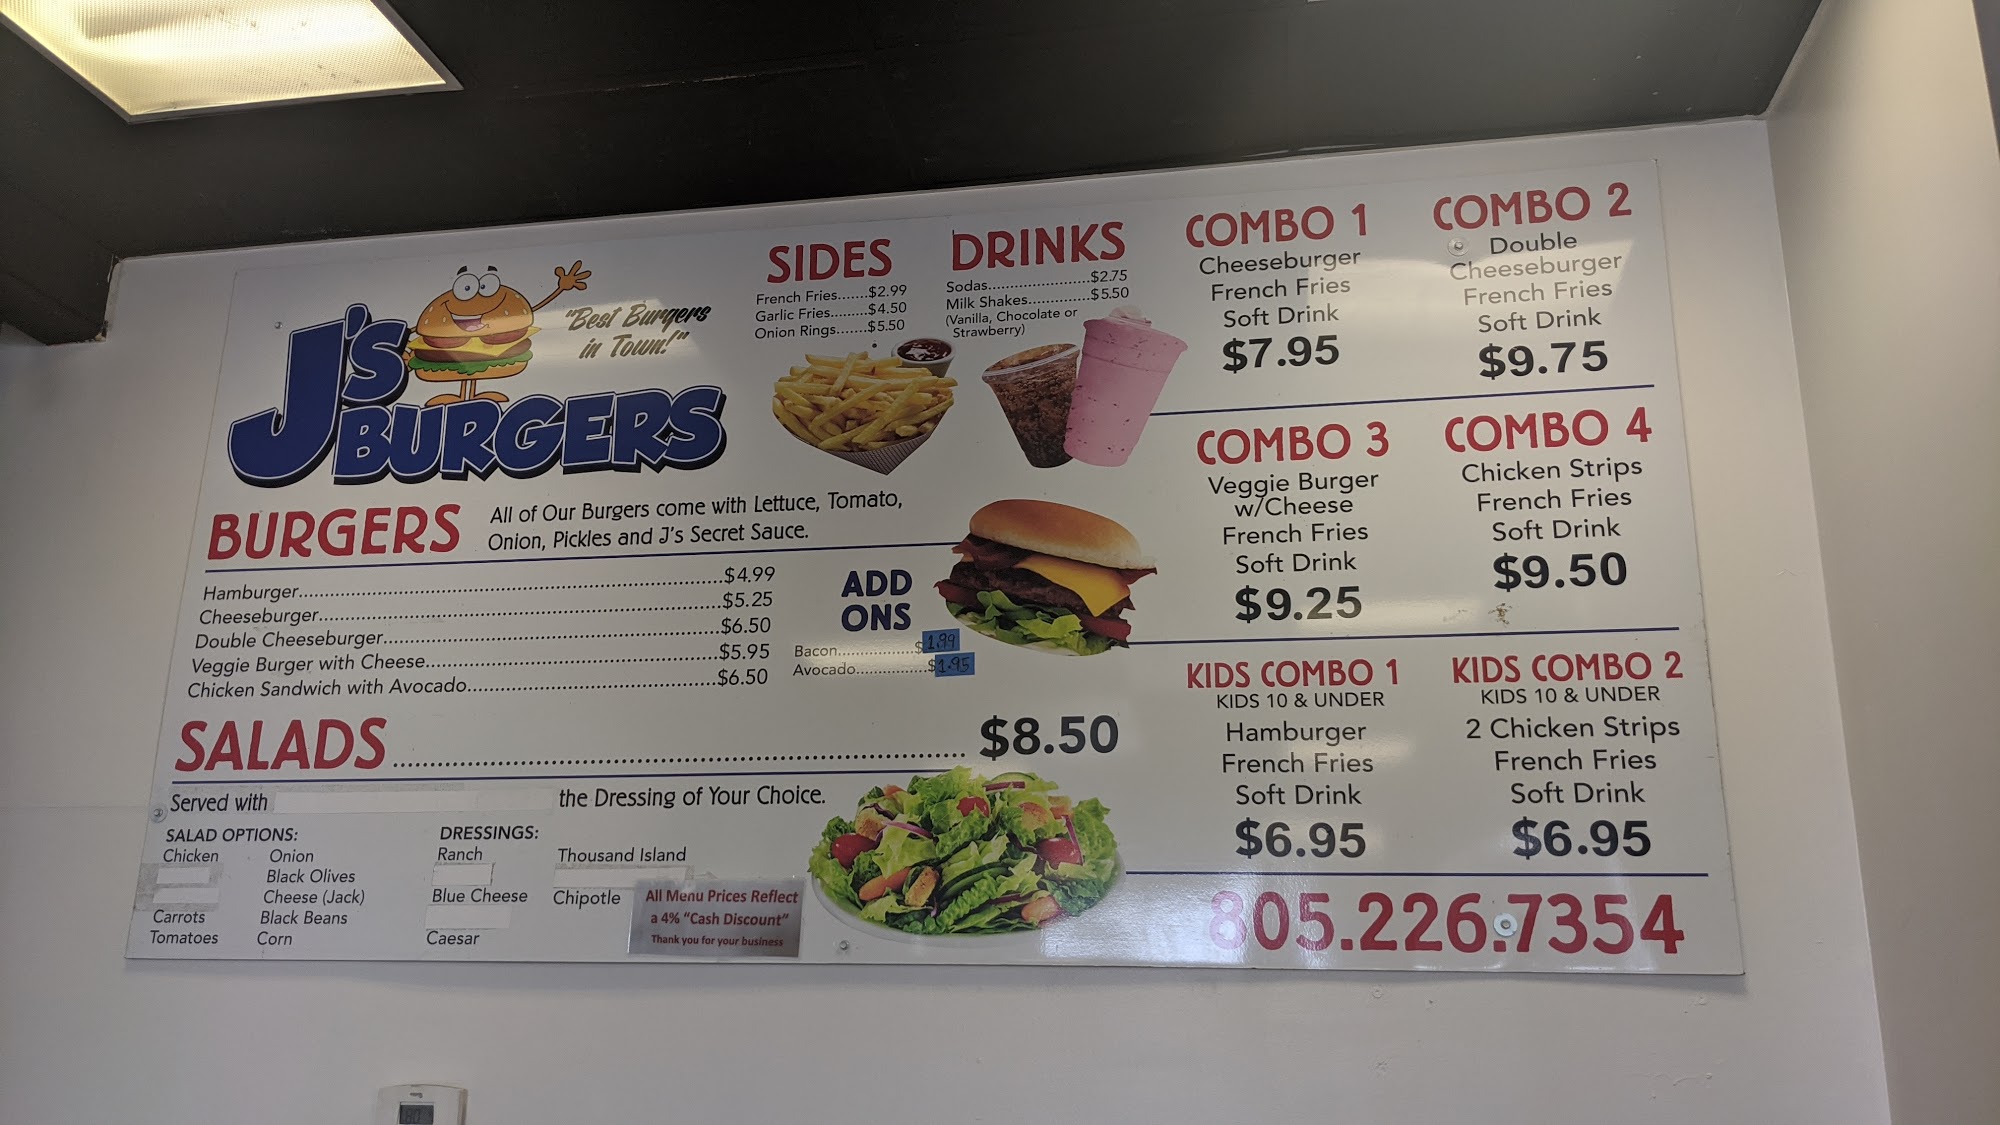 J's
BURGERS
"Best Burgers
in Town!"
SIDES
French Fries.......$2.99
Garlic Fries.........$4.50
Onion Rings.......$5.50
DRINKS
Sodas.......................$2.75
Milk Shakes..............$5.50
(Vanilla, Chocolate or
Strawberry)
COMBO 1
Cheeseburger
French Fries
Soft Drink
$7.95
COMBO 2
Double
Cheeseburger
French Fries
Soft Drink
$9.75
COMBO 3
Veggie Burger
w/Cheese
French Fries
Soft Drink
$9.25
COMBO 4
Chicken Strips
French Fries
Soft Drink
$9.50
BURGERS
All of Our Burgers come with Lettuce, Tomato,
Onion, Pickles and J's Secret Sauce.
Hamburger.......................................................................$4.99
Cheeseburger...................................................................$5.25
Double Cheeseburger........................................................$6.50
Veggie Burger with Cheese.................................................$5.95
Chicken Sandwich with Avocado..........................................$6.50
ADD
ONS
Bacon.................$1.99
Avocado................$1.95
SALADS.................................................................$8.50
Served with the Dressing of Your Choice.
SALAD OPTIONS:
Chicken
Carrots
Tomatoes
Onion
Black Olives
Cheese (Jack)
Black Beans
Corn
DRESSINGS:
Ranch
Blue Cheese
Caesar
Thousand Island
Chipotle
All Menu Prices Reflect
a 4% "Cash Discount"
Thank you for your business
KIDS COMBO 1
KIDS 10 & UNDER
Hamburger
French Fries
Soft Drink
$6.95
KIDS COMBO 2
KIDS 10 & UNDER
2 Chicken Strips
French Fries
Soft Drink
$6.95
805.226.7354